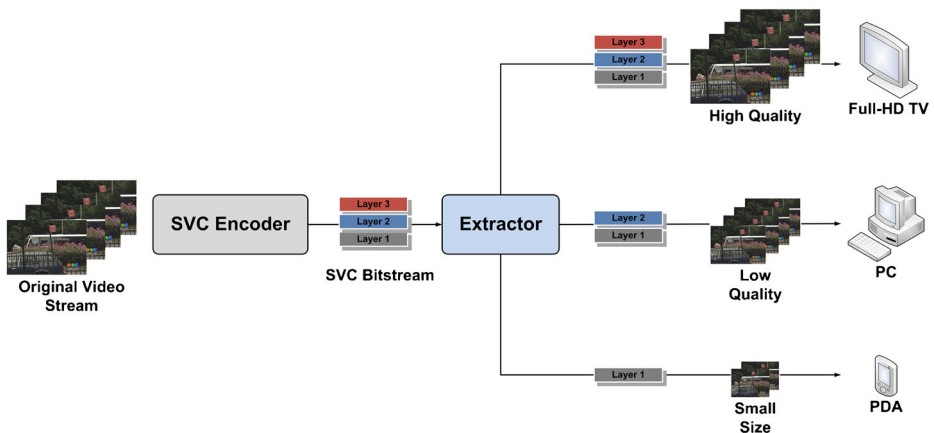 Layer 3
Layer 2
Layer 1
High Quality
Full-HD TV
SVC Encoder
Layer 3
Layer 2
Layer 1
Extractor
Layer 2
Layer 1
Original Video
Stream
SVC Bitstream
Low
Quality
PC
Layer 1
Small
Size
PDA